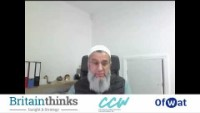 Britainthinks
Insight & Strategy
CCW
ofwat